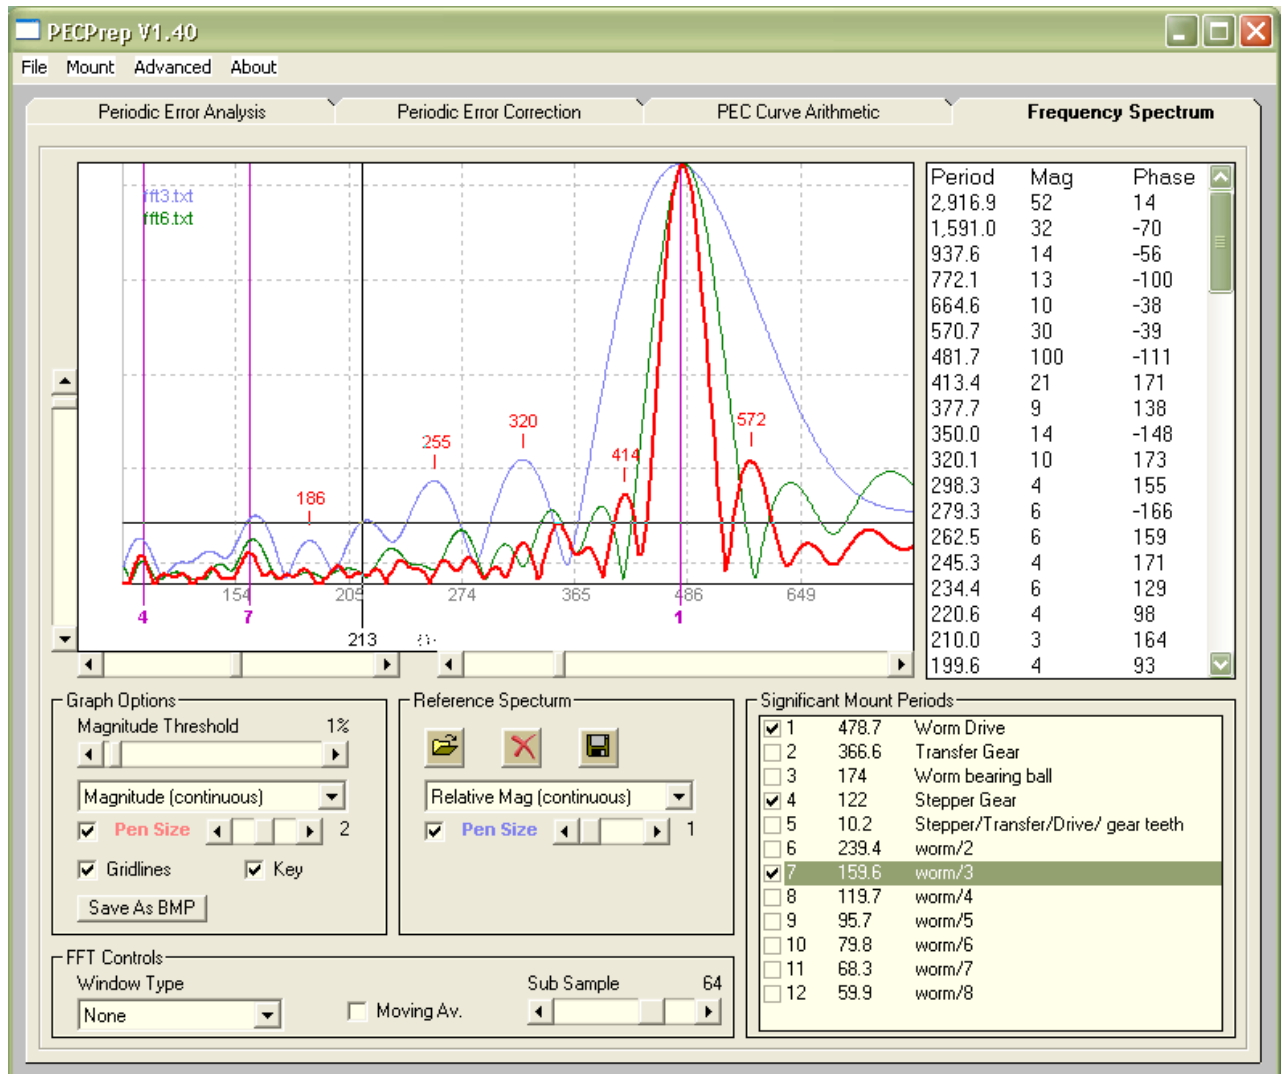 PECPrep V1.40
File Mount Advanced About
Periodic Error Analysis Periodic Error Correction PEC Curve Arithmetic Frequency Spectrum
fft3.txt
fft6.txt
186 255 320 414 572
154 205 274 365 486 649
4 7 1
213
Period Mag Phase
2,916.9 52 14
1,591.0 32 -70
937.6 14 -56
772.1 13 -100
664.6 10 -38
570.7 30 -39
481.7 100 -111
413.4 21 171
377.7 9 138
350.0 14 -148
320.1 10 173
298.3 4 155
279.3 6 -166
262.5 6 159
245.3 4 171
234.4 6 129
220.6 4 98
210.0 3 164
199.6 4 93
Graph Options
Magnitude Threshold 1%
Magnitude (continuous)
Pen Size 2
Gridlines Key
Save As BMP
Reference Specturm
Relative Mag (continuous)
Pen Size 1
FFT Controls
Window Type
None
Moving Av.
Sub Sample 64
Significant Mount Periods
1 478.7 Worm Drive
2 366.6 Transfer Gear
3 174 Worm bearing ball
4 122 Stepper Gear
5 10.2 Stepper/Transfer/Drive/ gear teeth
6 239.4 worm/2
7 159.6 worm/3
8 119.7 worm/4
9 95.7 worm/5
10 79.8 worm/6
11 68.3 worm/7
12 59.9 worm/8